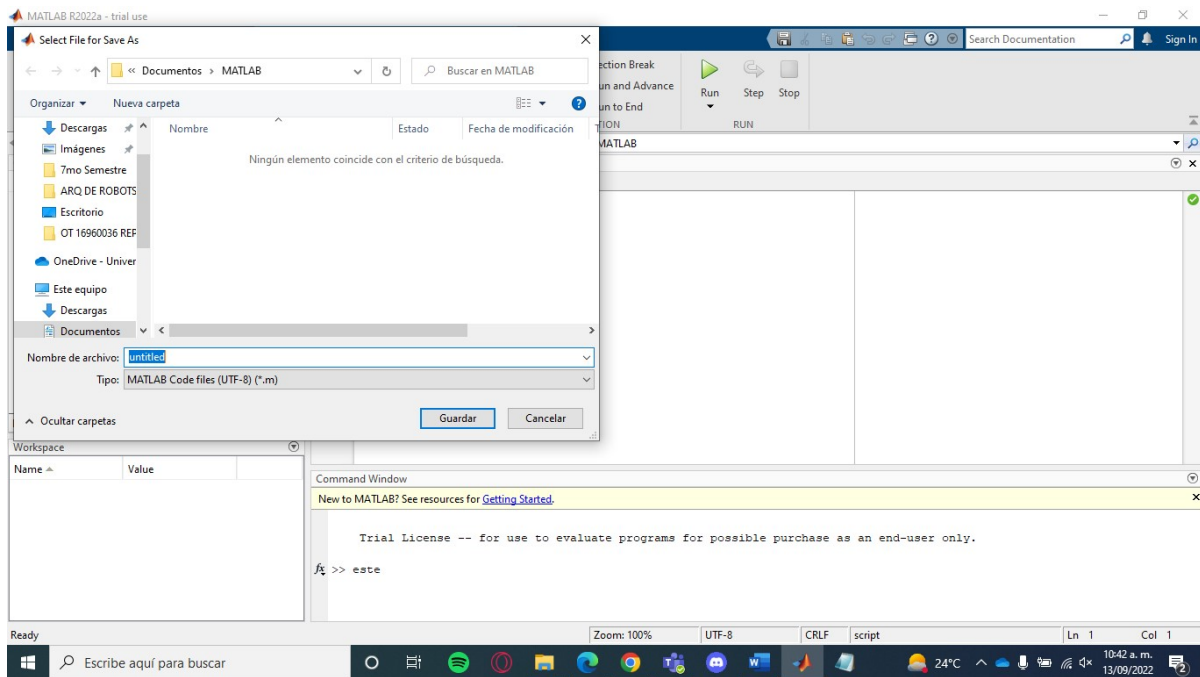 MATLAB R2022a - trial use
Select File for Save As
Search Documentation
Sign In
« Documentos > MATLAB
Buscar en MATLAB
Organizar
Nueva carpeta
Descargas
Imágenes
7mo Semestre
ARQ DE ROBOTS
Escritorio
OT 16960036 REP
OneDrive - Univer
Este equipo
Descargas
Documentos
Nombre
Estado
Fecha de modificación
Ningún elemento coincide con el criterio de búsqueda.
Nombre de archivo: untitled
Tipo: MATLAB Code files (UTF-8) (*.m)
Ocultar carpetas
Guardar
Cancelar
ection Break
un and Advance
un to End
TION
Run
Step
Stop
RUN
MATLAB
Workspace
Name
Value
Command Window
New to MATLAB? See resources for Getting Started.
Trial License -- for use to evaluate programs for possible purchase as an end-user only.
fx >> este
Ready
Zoom: 100%
UTF-8
CRLF
script
Ln 1
Col 1
Escribe aquí para buscar
24°C
10:42 a. m.
13/09/2022
2